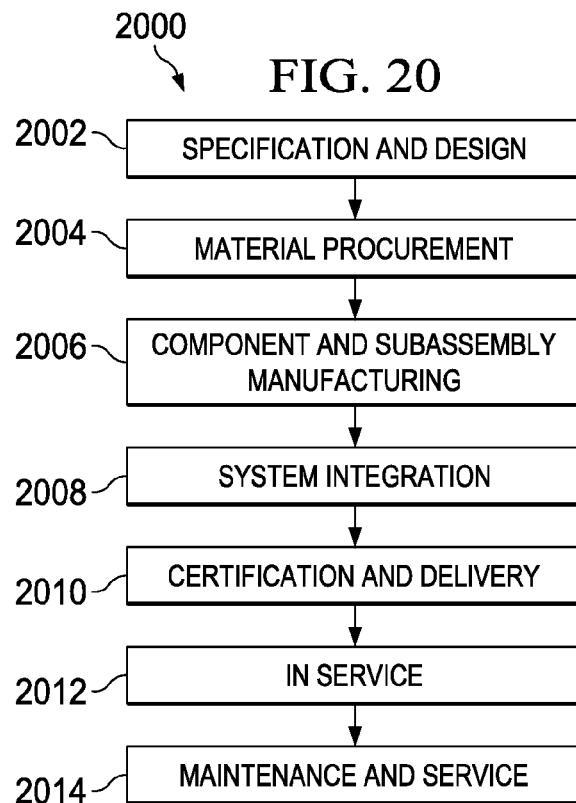 2000
FIG. 20
2002
SPECIFICATION AND DESIGN
2004
MATERIAL PROCUREMENT
2006
COMPONENT AND SUBASSEMBLY
MANUFACTURING
2008
SYSTEM INTEGRATION
2010
CERTIFICATION AND DELIVERY
2012
IN SERVICE
2014
MAINTENANCE AND SERVICE